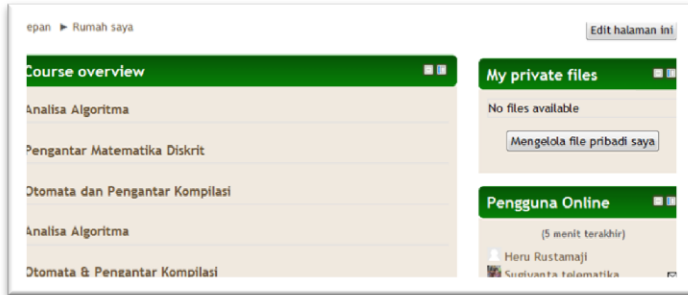 epan ► Rumah saya
Edit halaman ini
Course overview
Analisa Algoritma
Pengantar Matematika Diskrit
Otomata dan Pengantar Kompilasi
Analisa Algoritma
Otomata & Pengantar Kompilasi
My private files
No files available
Mengelola file pribadi saya
Pengguna Online
(5 menit terakhir)
Heru Rustamaji
Sugiyanta telematika